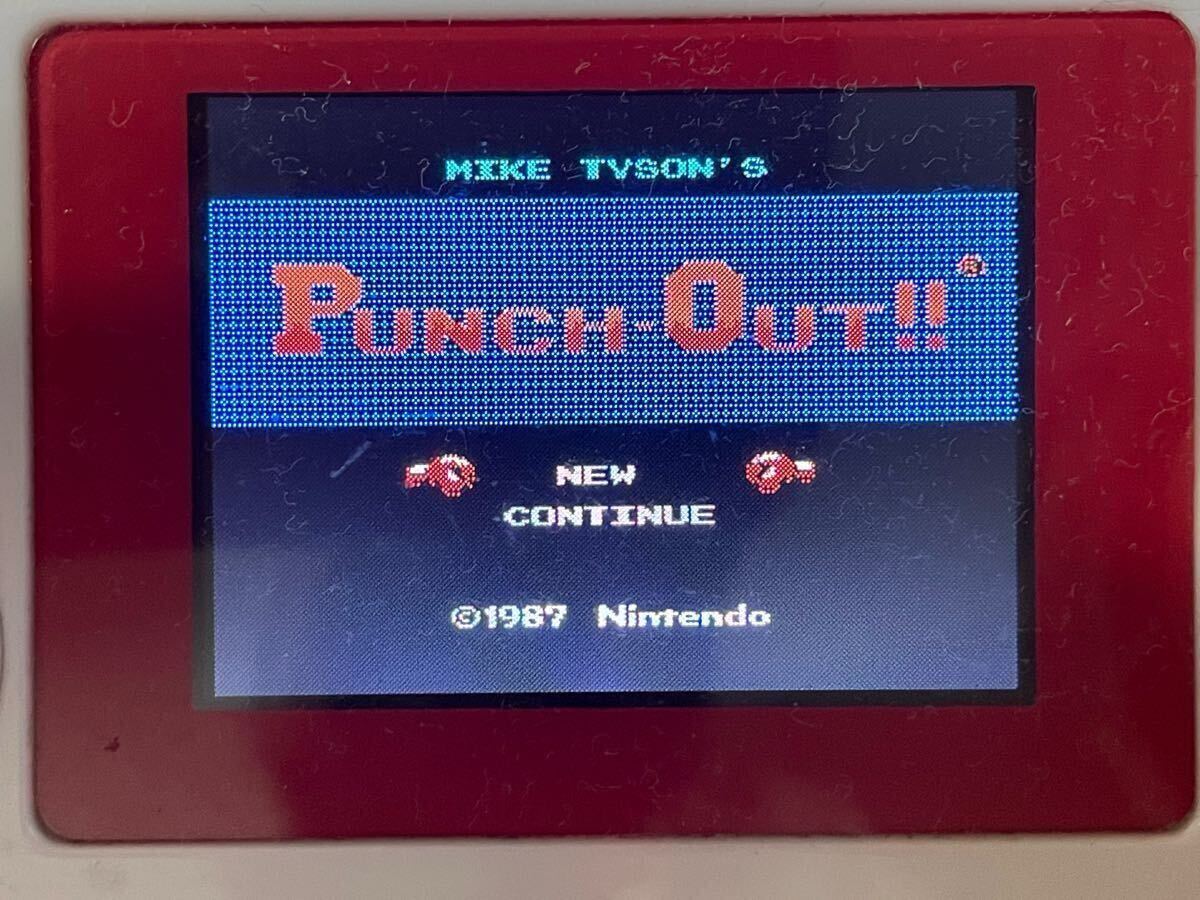 MIKE TYSON'S
PUNCH-OUT!!®
NEW
CONTINUE
©1987 Nintendo